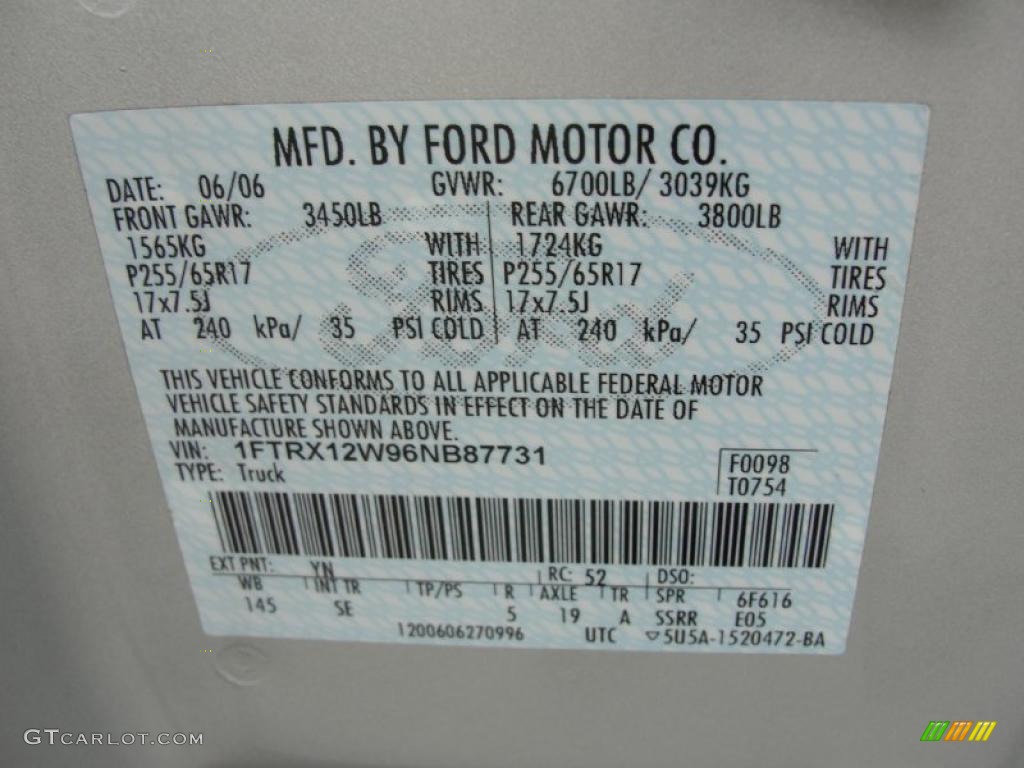 MFD. BY FORD MOTOR CO.
DATE: 06/06 GVWR: 6700LB/ 3039KG
FRONT GAWR: 3450LB REAR GAWR: 3800LB
1565KG WITH 1724KG WITH
P255/65R17 TIRES P255/65R17 TIRES
17x7.5J RIMS 17x7.5J RIMS
AT 240 kPa/ 35 PSI COLD AT 240 kPa/ 35 PSI COLD
THIS VEHICLE CONFORMS TO ALL APPLICABLE FEDERAL MOTOR
VEHICLE SAFETY STANDARDS IN EFFECT ON THE DATE OF
MANUFACTURE SHOWN ABOVE.
VIN: 1FTRX12W96NB87731
TYPE: Truck
F0098
T0754
EXT PNT: YN RC: 52 DSO:
WB INT TR TP/PS R AXLE TR SPR 6F616
145 SE 5 19 A SSRR E05
1200606270996 UTC ▽5U5A-1520472-BA
GTCARLOT.COM